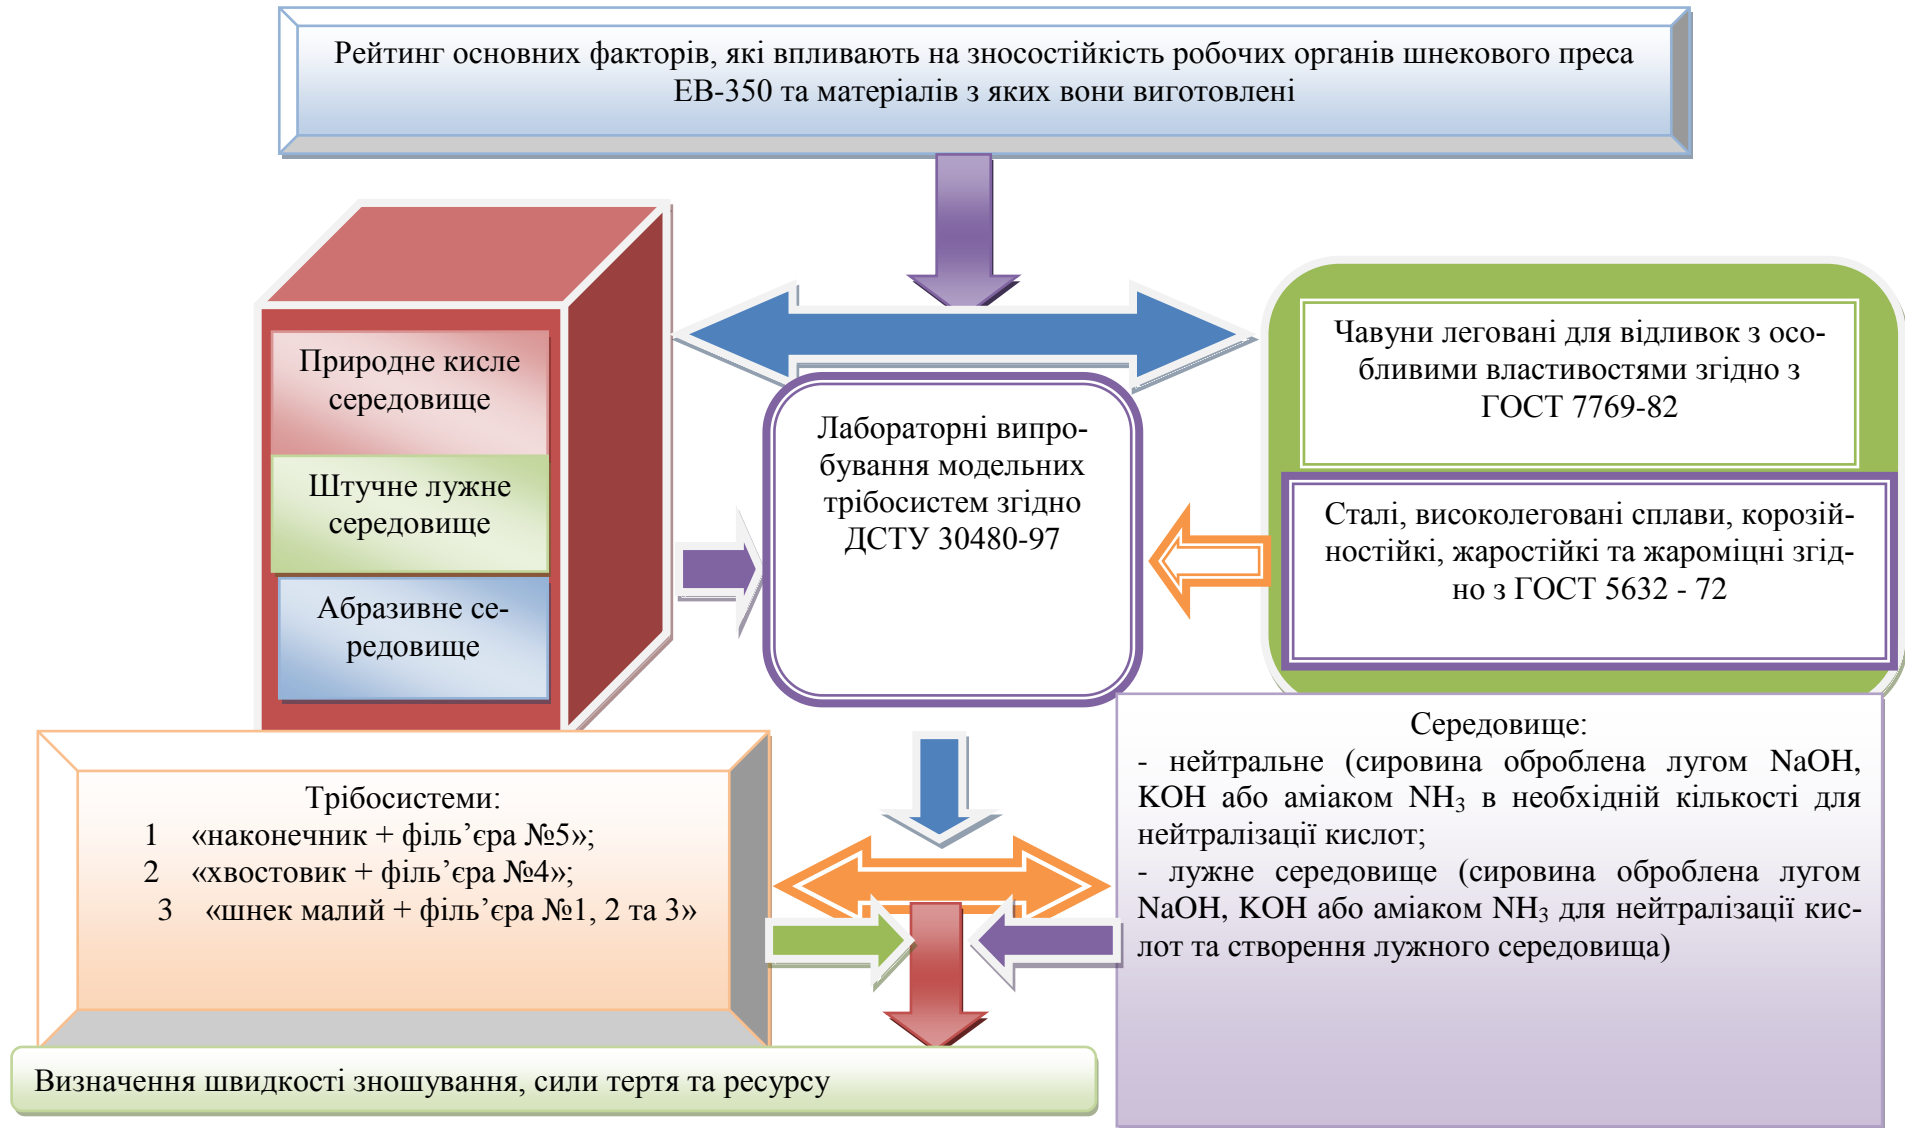 Рейтинг основних факторів, які впливають на зносостійкість робочих органів шнекового преса
ЕВ-350 та матеріалів з яких вони виготовлені
Природне кисле
середовище
Штучне лужне
середовище
Абразивне се-
редовище
Лабораторні випро-
бування модельних
трібосистем згідно
ДСТУ 30480-97
Чавуни леговані для відливок з осо-
бливими властивостями згідно з
ГОСТ 7769-82
Сталі, високолеговані сплави, корозій-
ностійкі, жаростійкі та жароміцні згід-
но з ГОСТ 5632 - 72
Трібосистеми:
1 «наконечник + філь’єра №5»;
2 «хвостовик + філь’єра №4»;
3 «шнек малий + філь’єра №1, 2 та 3»
Середовище:
- нейтральне (сировина оброблена лугом NaOH,
KOH або аміаком NH₃ в необхідній кількості для
нейтралізації кислот;
- лужне середовище (сировина оброблена лугом
NaOH, KOH або аміаком NH₃ для нейтралізації кис-
лот та створення лужного середовища)
Визначення швидкості зношування, сили тертя та ресурсу